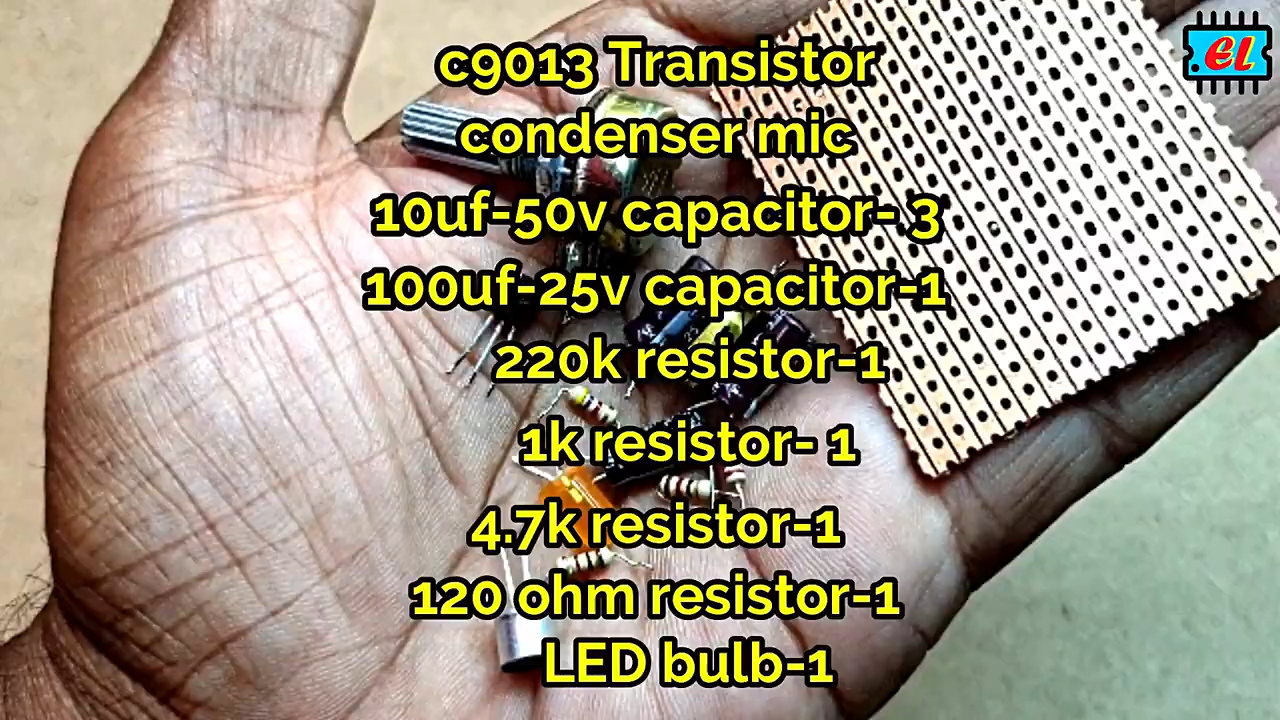 EL
c9013 Transistor
condenser mic
10uf-50v capacitor- 3
100uf-25v capacitor-1
220k resistor-1
1k resistor- 1
4.7k resistor-1
120 ohm resistor-1
LED bulb-1